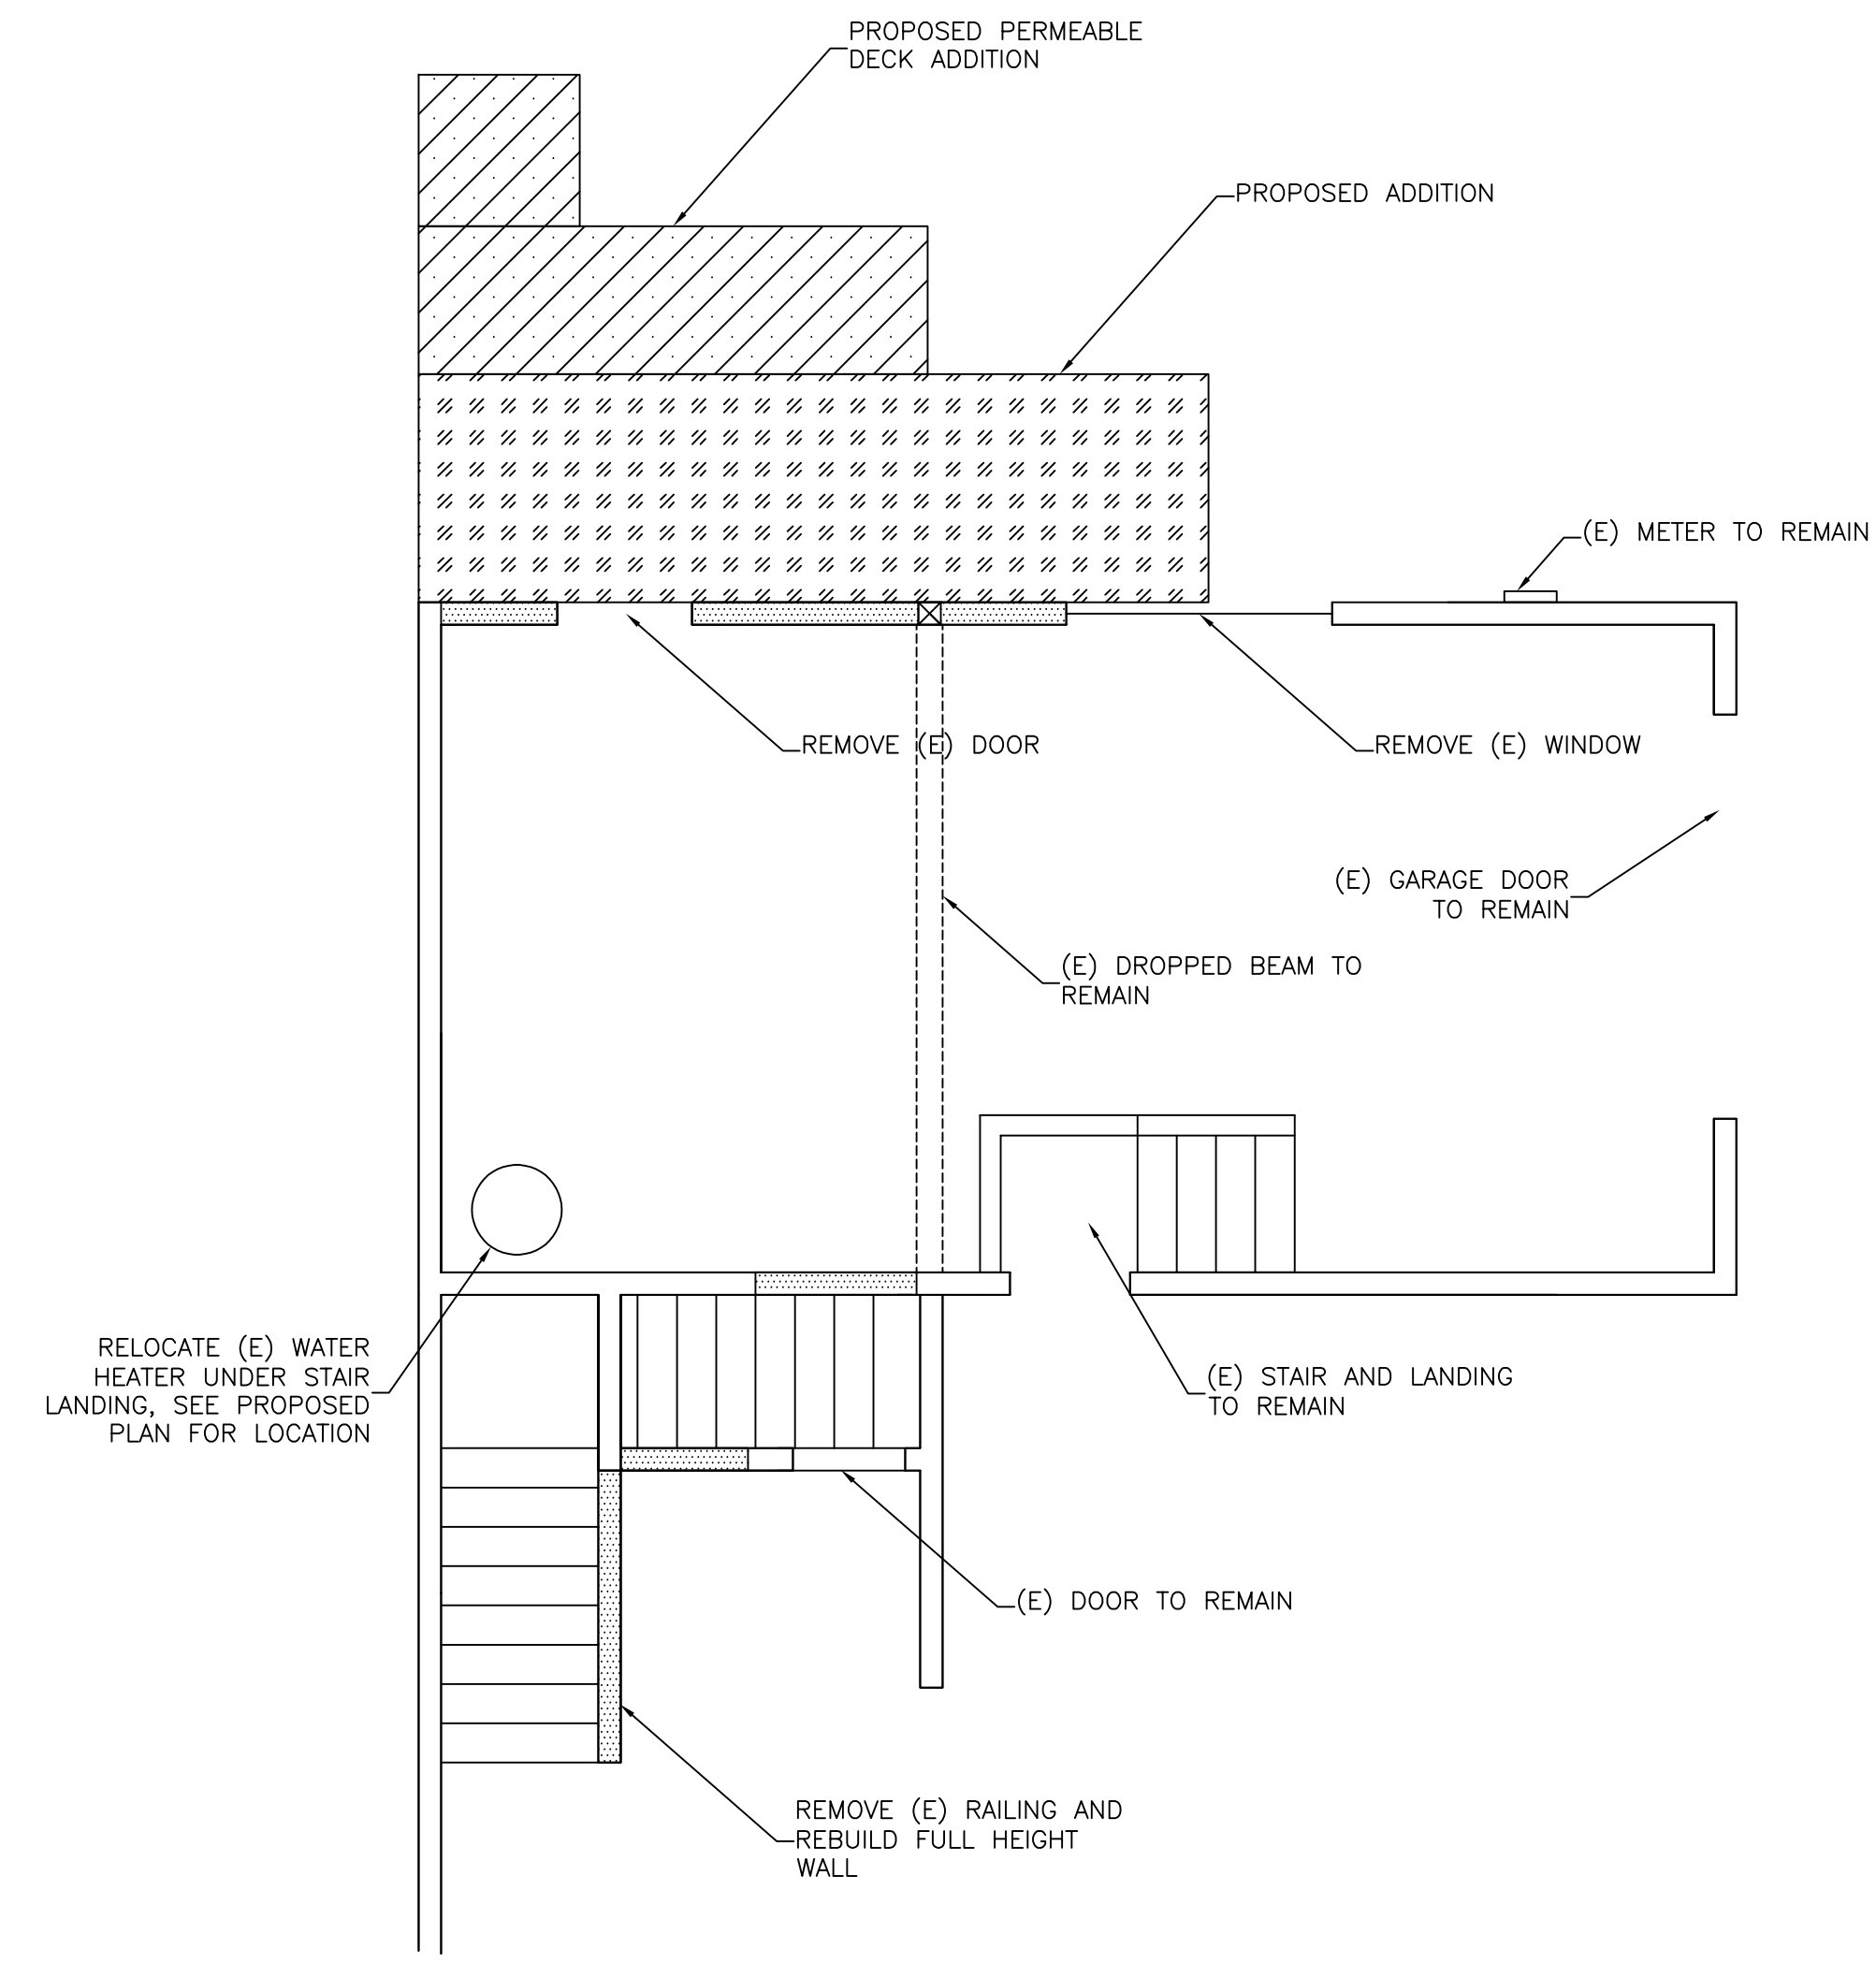 PROPOSED PERMEABLE
DECK ADDITION
PROPOSED ADDITION
(E) METER TO REMAIN
REMOVE (E) DOOR
REMOVE (E) WINDOW
(E) GARAGE DOOR
TO REMAIN
(E) DROPPED BEAM TO
REMAIN
RELOCATE (E) WATER
HEATER UNDER STAIR
LANDING, SEE PROPOSED
PLAN FOR LOCATION
(E) STAIR AND LANDING
TO REMAIN
(E) DOOR TO REMAIN
REMOVE (E) RAILING AND
REBUILD FULL HEIGHT
WALL